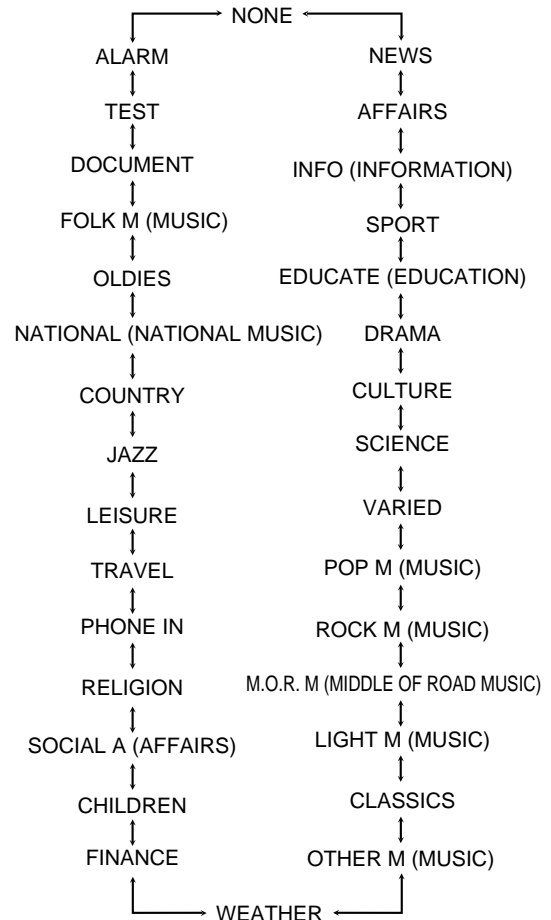 NONE
ALARM
TEST
DOCUMENT
FOLK M (MUSIC)
OLDIES
NATIONAL (NATIONAL MUSIC)
COUNTRY
JAZZ
LEISURE
TRAVEL
PHONE IN
RELIGION
SOCIAL A (AFFAIRS)
CHILDREN
FINANCE
NEWS
AFFAIRS
INFO (INFORMATION)
SPORT
EDUCATE (EDUCATION)
DRAMA
CULTURE
SCIENCE
VARIED
POP M (MUSIC)
ROCK M (MUSIC)
M.O.R. M (MIDDLE OF ROAD MUSIC)
LIGHT M (MUSIC)
CLASSICS
OTHER M (MUSIC)
WEATHER